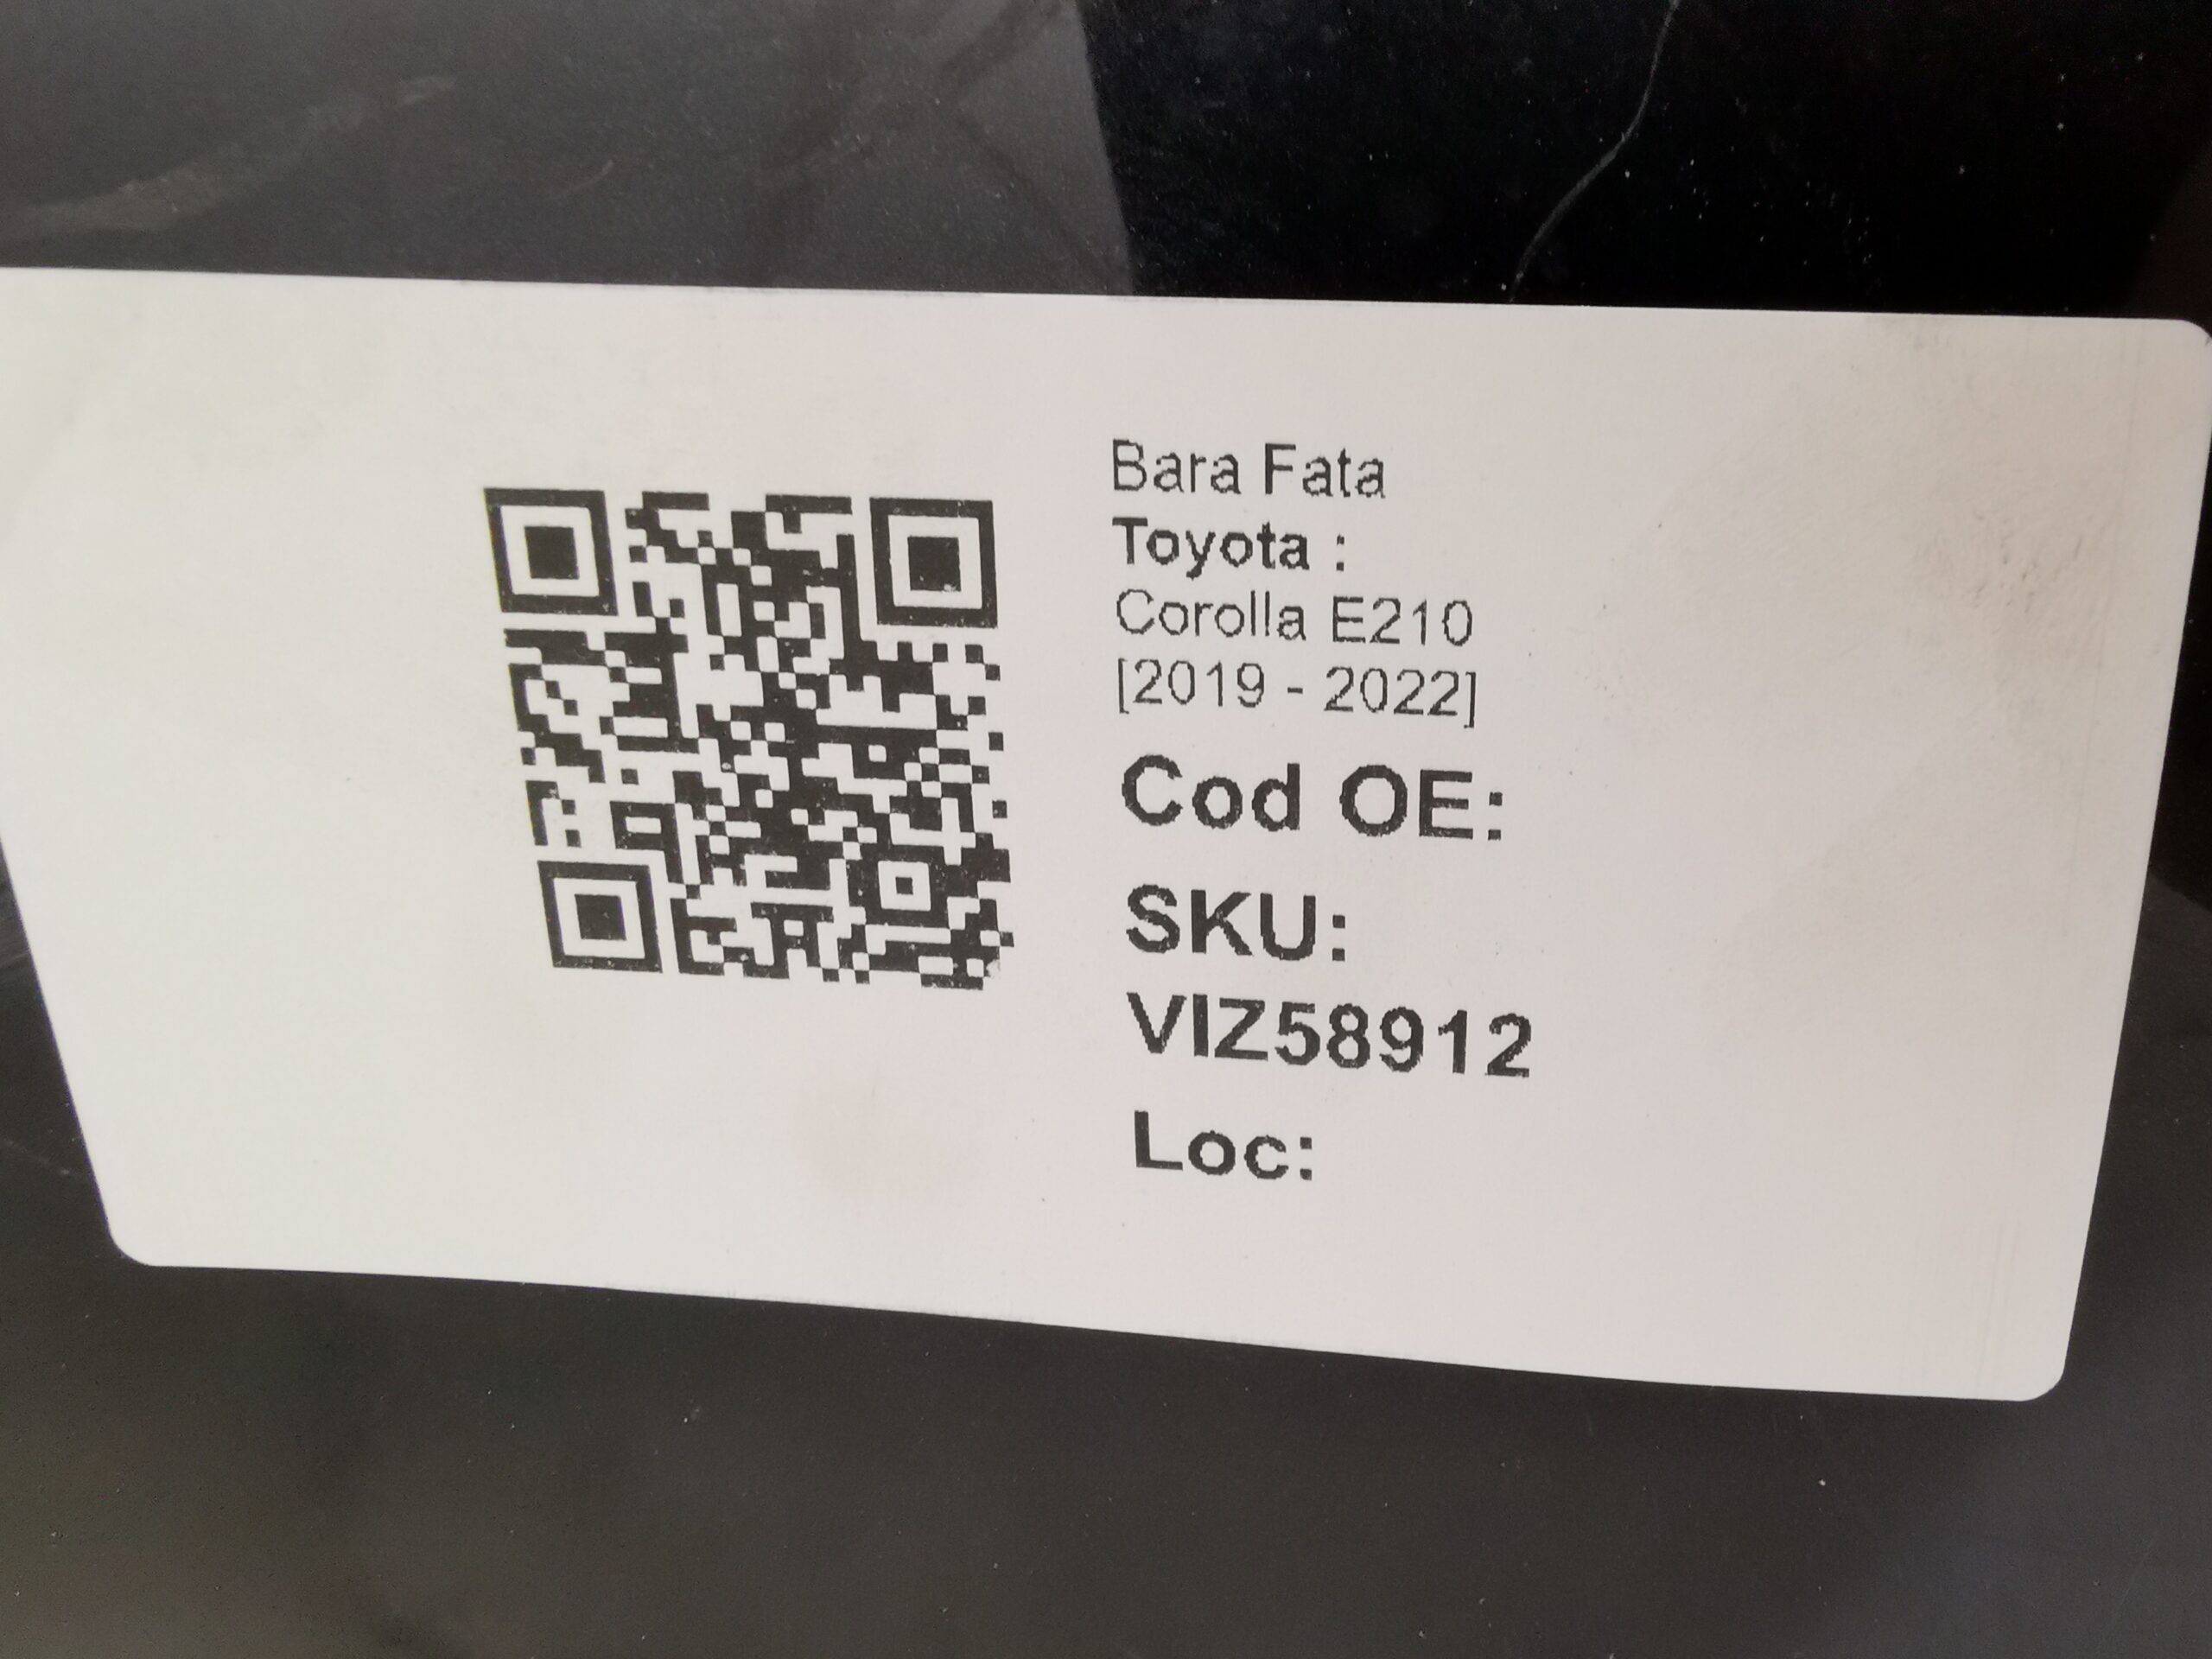 Bara Fata
Toyota :
Corolla E210
[2019 - 2022]
Cod OE:
SKU:
VIZ58912
Loc: